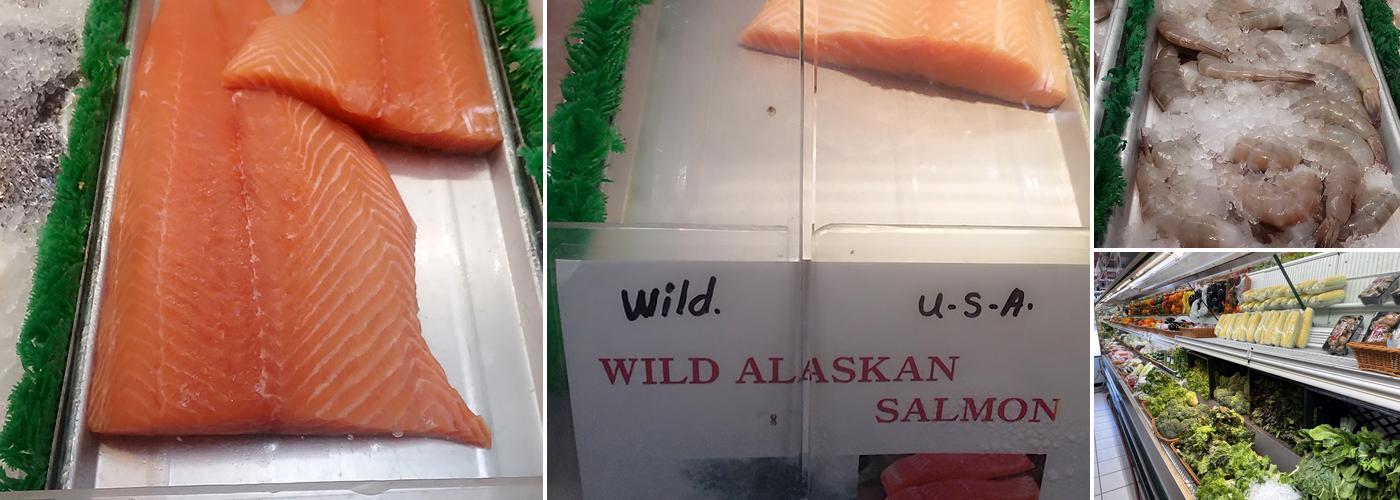 Wild. U-S-A.
WILD ALASKAN
SALMON